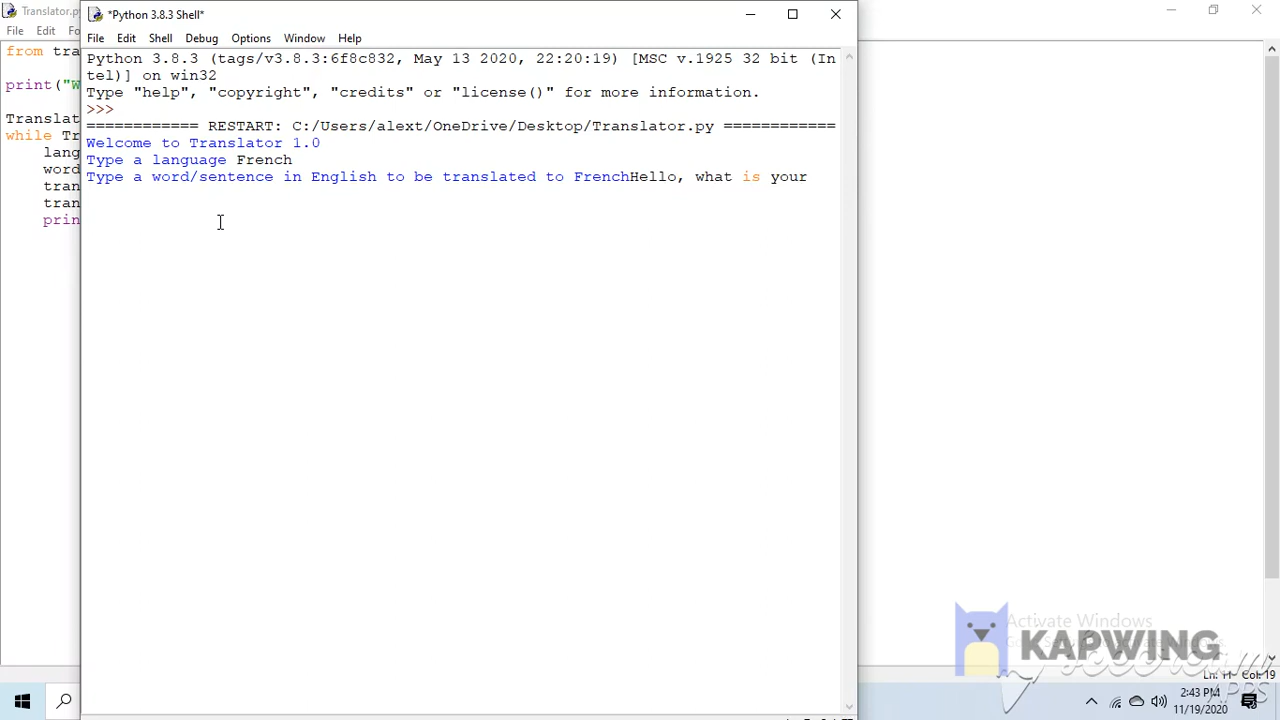 Translator.py
*Python 3.8.3 Shell*
File Edit Fo
File Edit Shell Debug Options Window Help
from tra
print("W
Translat
while Tr
lang
word
tran
tran
prin
Python 3.8.3 (tags/v3.8.3:6f8c832, May 13 2020, 22:20:19) [MSC v.1925 32 bit (In
tel)] on win32
Type "help", "copyright", "credits" or "license()" for more information.
>>>
============ RESTART: C:/Users/alext/OneDrive/Desktop/Translator.py ============
Welcome to Translator 1.0
Type a language French
Type a word/sentence in English to be translated to FrenchHello, what is your
Activate Windows
KAPWING
Ln: 11 Col: 19
2:43 PM
11/19/2020